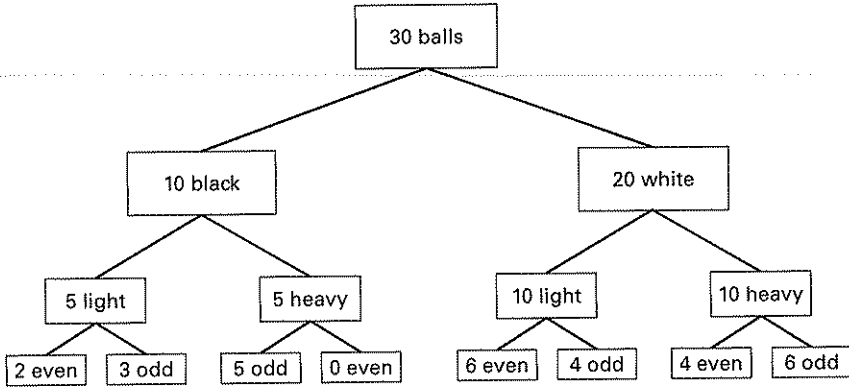 30 balls
10 black
20 white
5 light
5 heavy
10 light
10 heavy
2 even
3 odd
5 odd
0 even
6 even
4 odd
4 even
6 odd